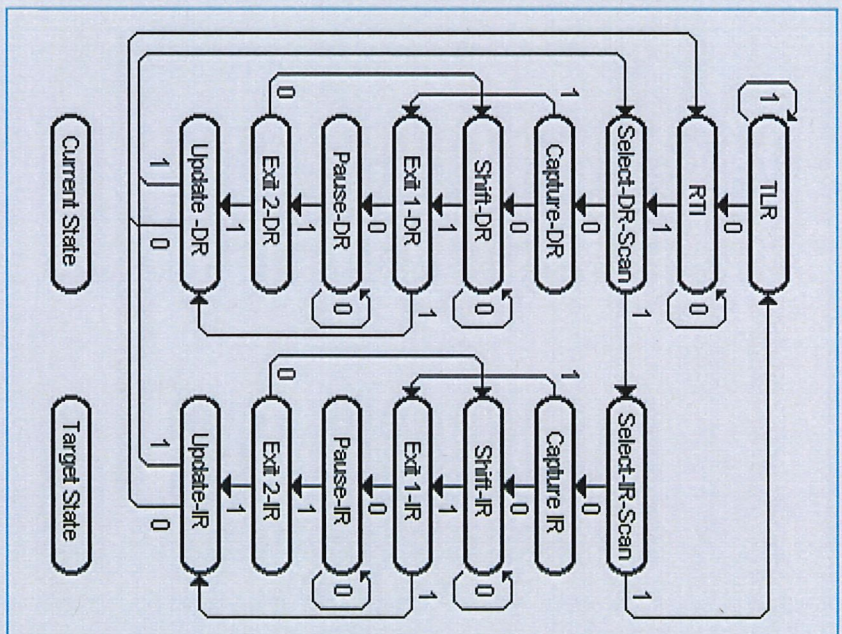 TLR
1
0
RTI
0
1
Select-DR-Scan
1
Select-IR-Scan
1
0
0
Capture-DR
Capture IR
1
0
1
0
Shift-DR
0
Shift-IR
0
1
1
Exit 1-DR
1
Exit 1-IR
1
0
0
Pause-DR
0
Pause-IR
0
1
1
Exit 2-DR
0
Exit 2-IR
0
1
1
Update -DR
Update-IR
1
0
1
0
Current State
Target State